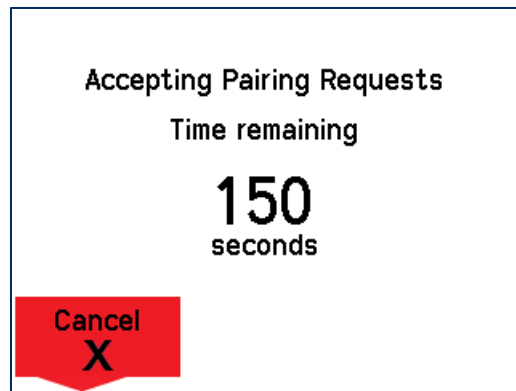 Accepting Pairing Requests
Time remaining
150
seconds
Cancel
X